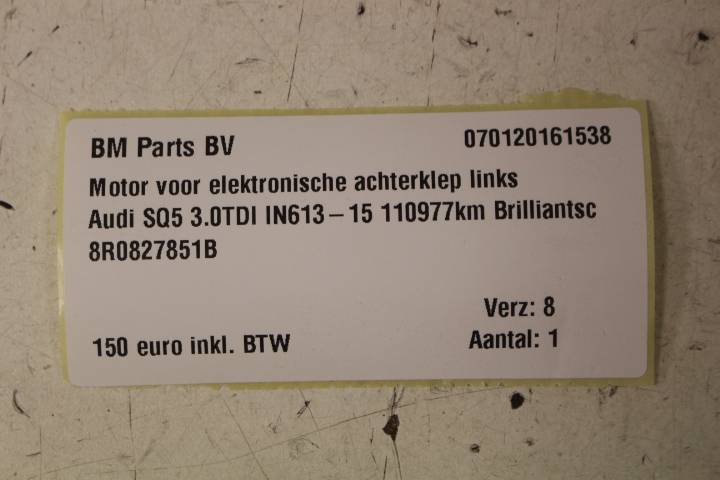 BM Parts BV 070120161538
Motor voor elektronische achterklep links
Audi SQ5 3.0TDI IN613-15 110977km Brilliantsc
8R0827851B
Verz: 8
150 euro inkl. BTW Aantal: 1